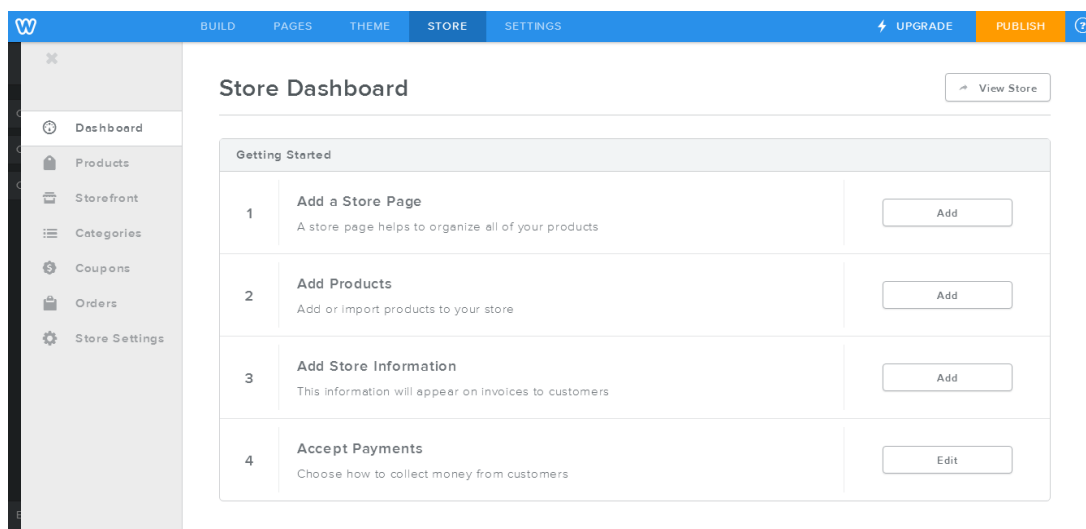 BUILD PAGES THEME STORE SETTINGS UPGRADE PUBLISH
Store Dashboard
View Store
Dashboard
Products
Storefront
Categories
Coupons
Orders
Store Settings
Getting Started
1
Add a Store Page
A store page helps to organize all of your products
Add
2
Add Products
Add or import products to your store
Add
3
Add Store Information
This information will appear on invoices to customers
Add
4
Accept Payments
Choose how to collect money from customers
Edit